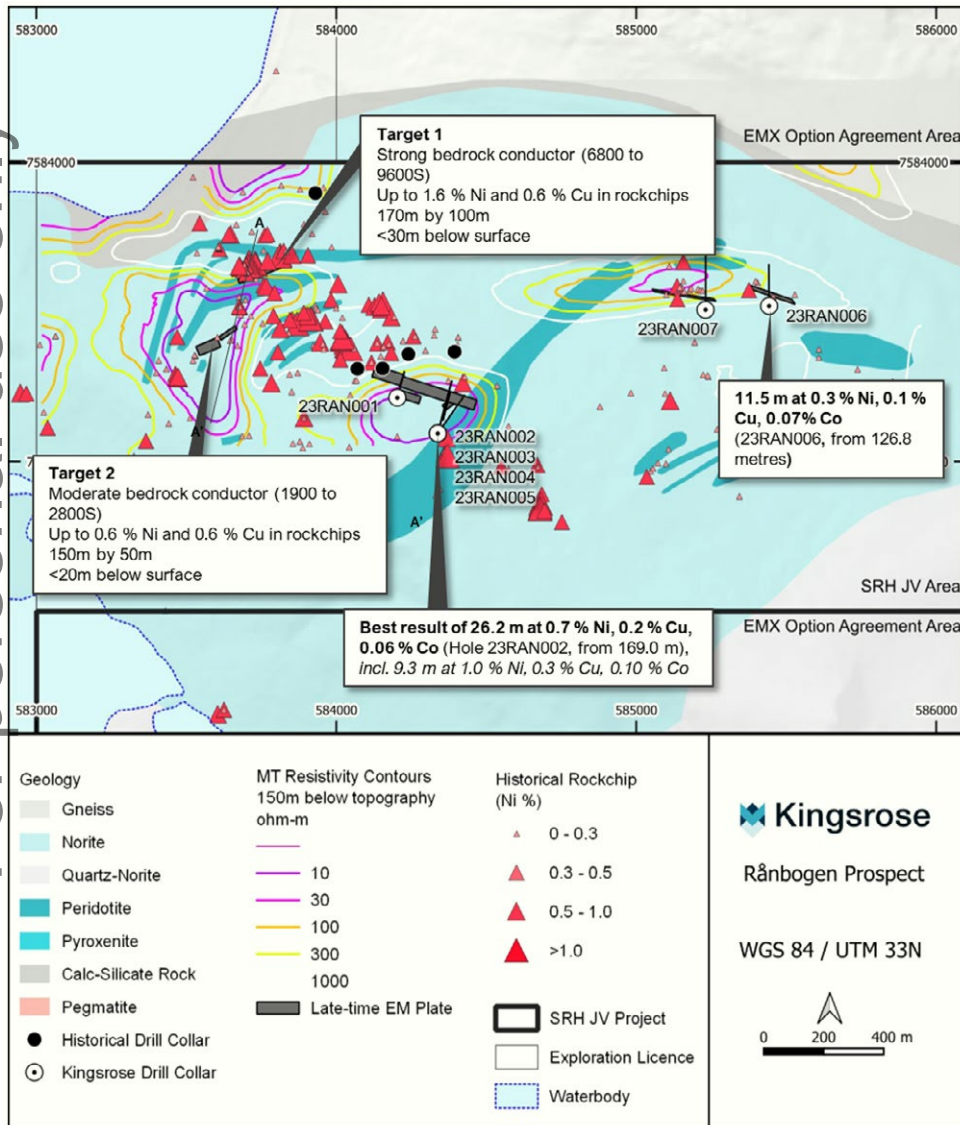 583000
584000
585000
586000
EMX Option Agreement Area
7584000
7584000
Target 1
Strong bedrock conductor (6800 to
9600S)
Up to 1.6 % Ni and 0.6 % Cu in rockchips
170m by 100m
<30m below surface
A
23RAN007
23RAN006
11.5 m at 0.3 % Ni, 0.1 %
Cu, 0.07% Co
(23RAN006, from 126.8
metres)
23RAN001
23RAN002
23RAN003
23RAN004
23RAN005
A'
A'
Target 2
Moderate bedrock conductor (1900 to
2800S)
Up to 0.6 % Ni and 0.6 % Cu in rockchips
150m by 50m
<20m below surface
SRH JV Area
EMX Option Agreement Area
Best result of 26.2 m at 0.7 % Ni, 0.2 % Cu,
0.06 % Co (Hole 23RAN002, from 169.0 m),
incl. 9.3 m at 1.0 % Ni, 0.3 % Cu, 0.10 % Co
583000
584000
585000
586000
Geology
Gneiss
Norite
Quartz-Norite
Peridotite
Pyroxenite
Calc-Silicate Rock
Pegmatite
Historical Drill Collar
Kingsrose Drill Collar
MT Resistivity Contours
150m below topography
ohm-m
10
30
100
300
1000
Late-time EM Plate
Historical Rockchip
(Ni %)
0 - 0.3
0.3 - 0.5
0.5 - 1.0
>1.0
SRH JV Project
Exploration Licence
Waterbody
Kingsrose
Rånbogen Prospect
WGS 84 / UTM 33N
0 200 400 m